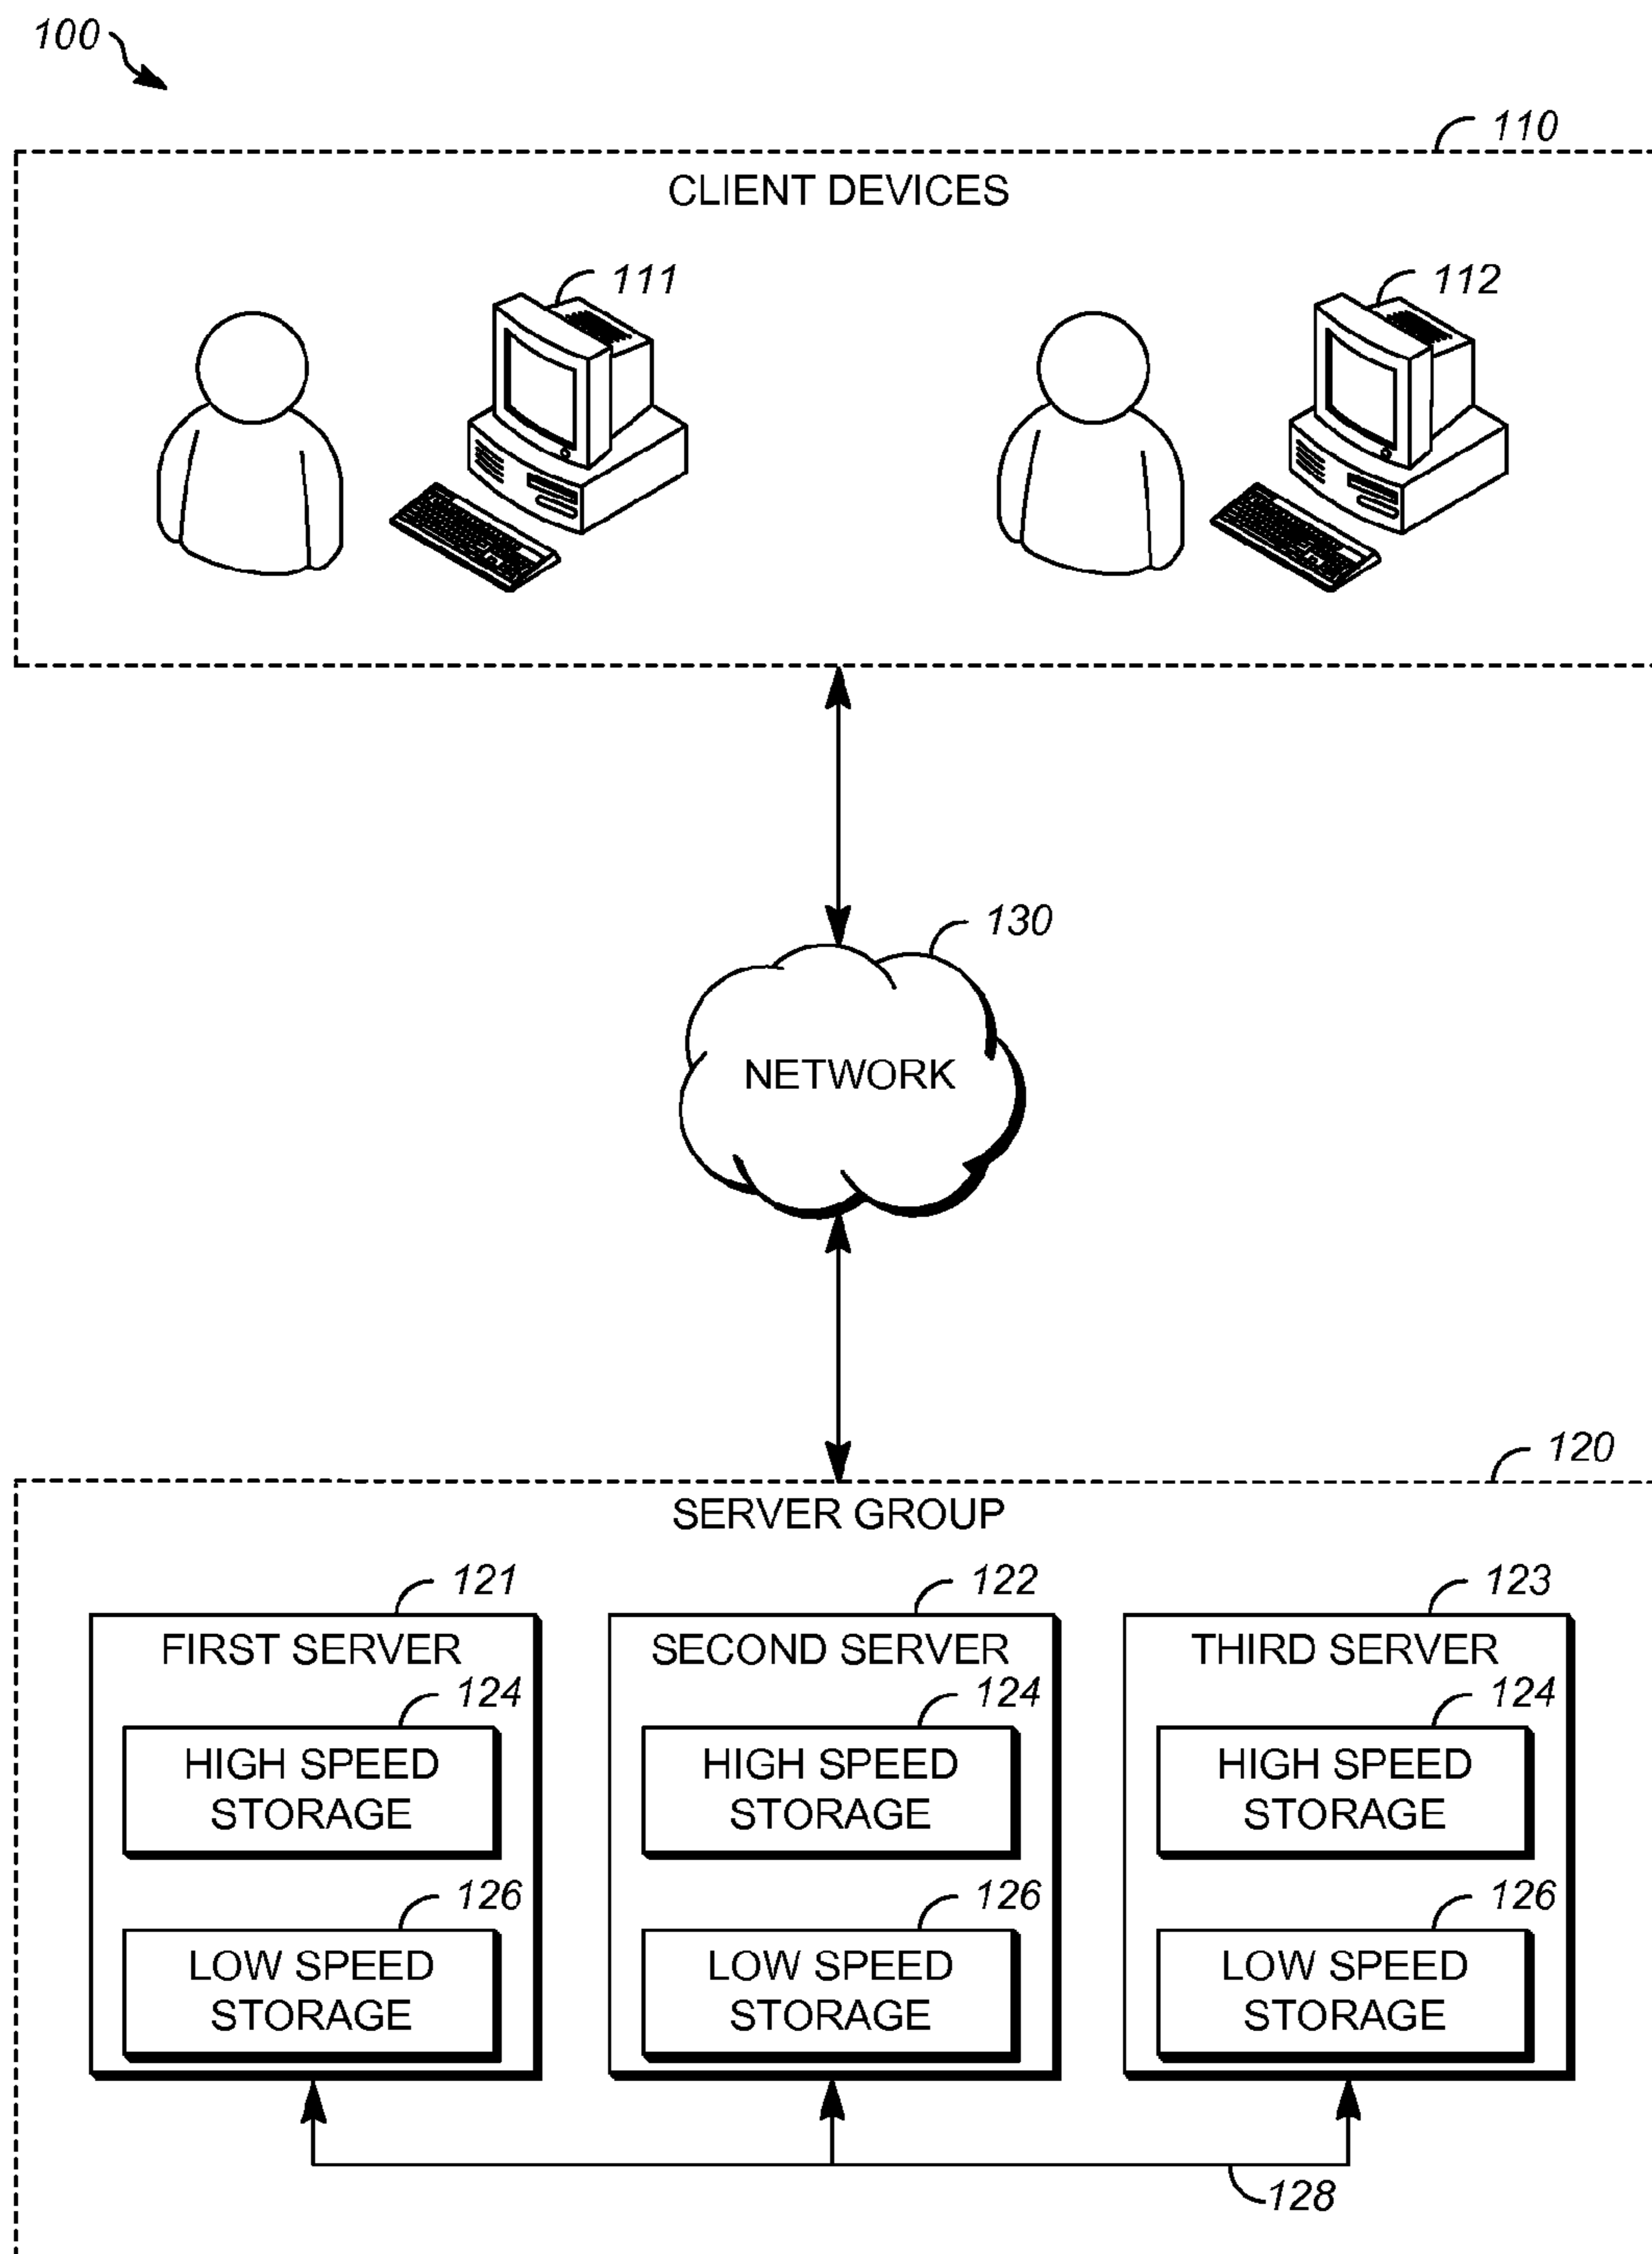 100
110
CLIENT DEVICES
111
112
130
NETWORK
120
SERVER GROUP
121
122
123
FIRST SERVER
SECOND SERVER
THIRD SERVER
124
124
124
HIGH SPEED
STORAGE
HIGH SPEED
STORAGE
HIGH SPEED
STORAGE
126
126
126
LOW SPEED
STORAGE
LOW SPEED
STORAGE
LOW SPEED
STORAGE
128